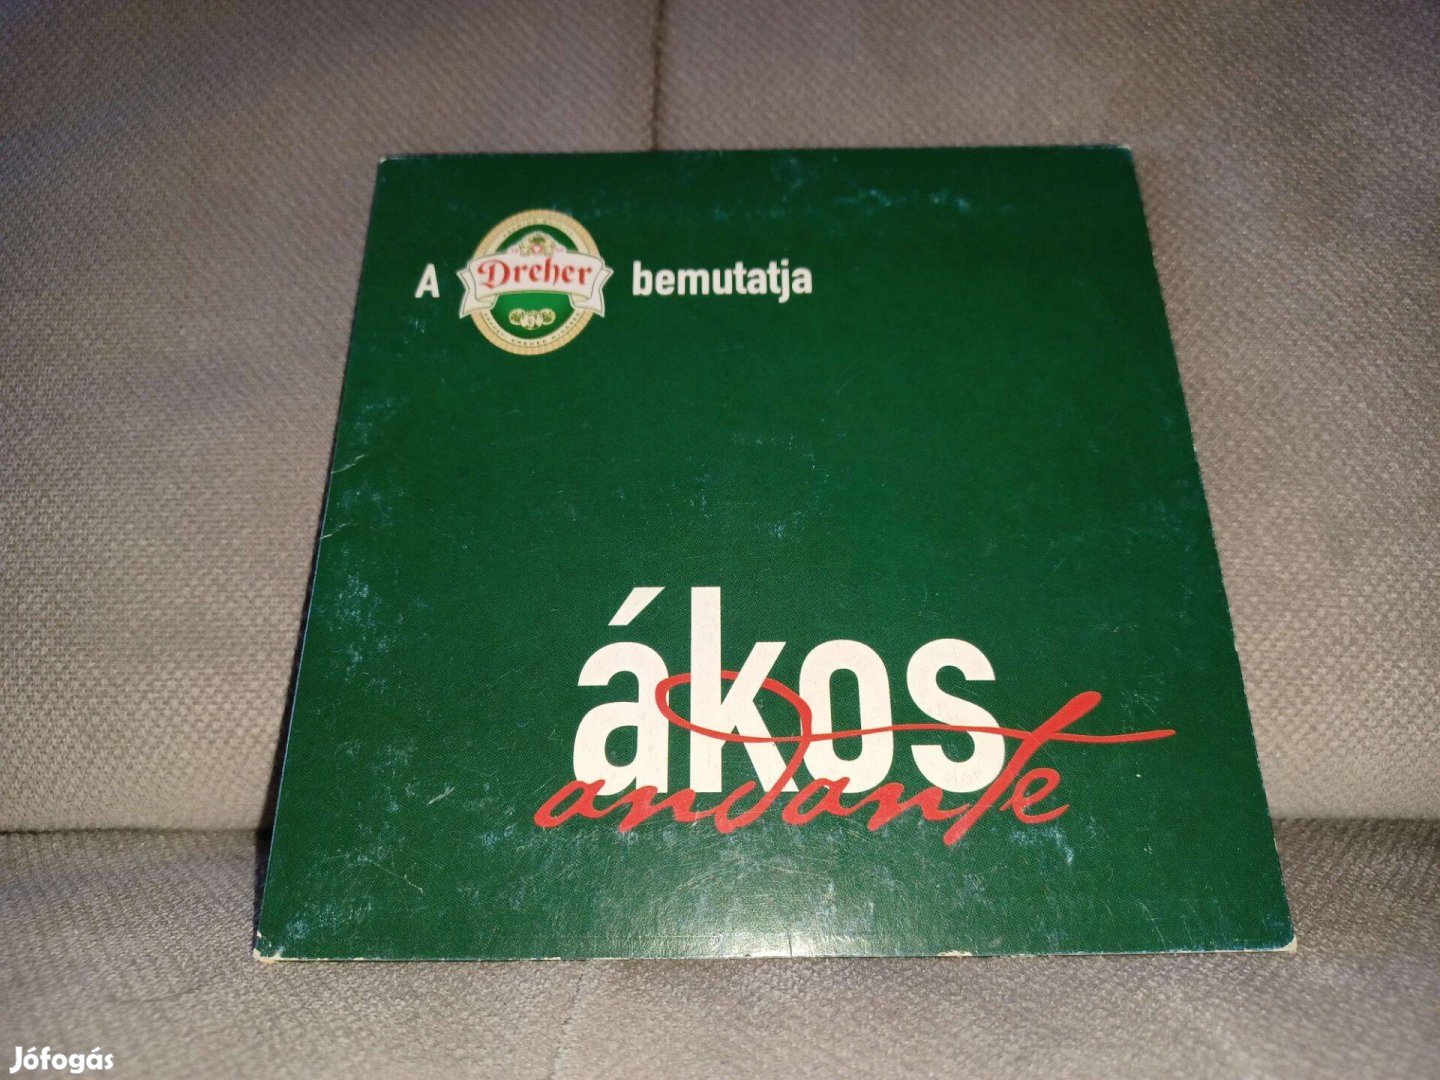 A Dreher bemutatja
ákos
andante
Jófogás